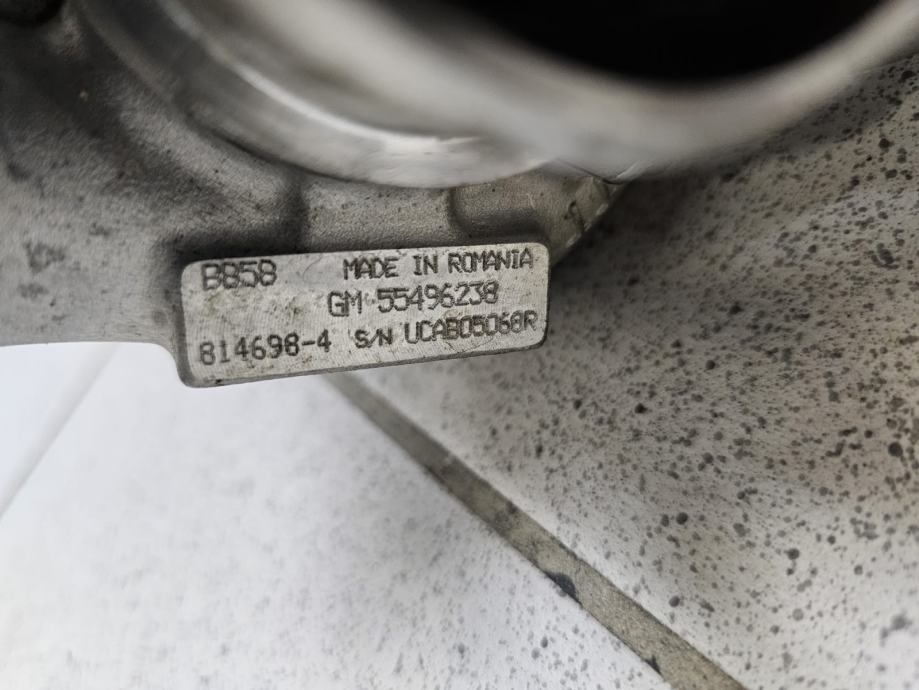 B858 MADE IN ROMANIA
GM 55496238
814698-4 S/N UCAB05068R